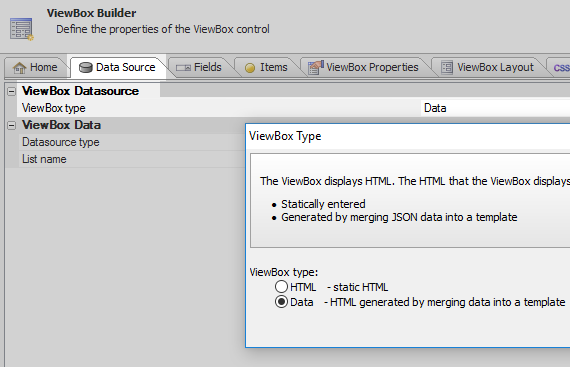 ViewBox Builder
Define the properties of the ViewBox control
Home Data Source Fields Items ViewBox Properties ViewBox Layout CSS
ViewBox Datasource
ViewBox type Data
ViewBox Data
Datasource type
List name
ViewBox Type
The ViewBox displays HTML. The HTML that the ViewBox displays
• Statically entered
• Generated by merging JSON data into a template
ViewBox type:
HTML - static HTML
Data - HTML generated by merging data into a template